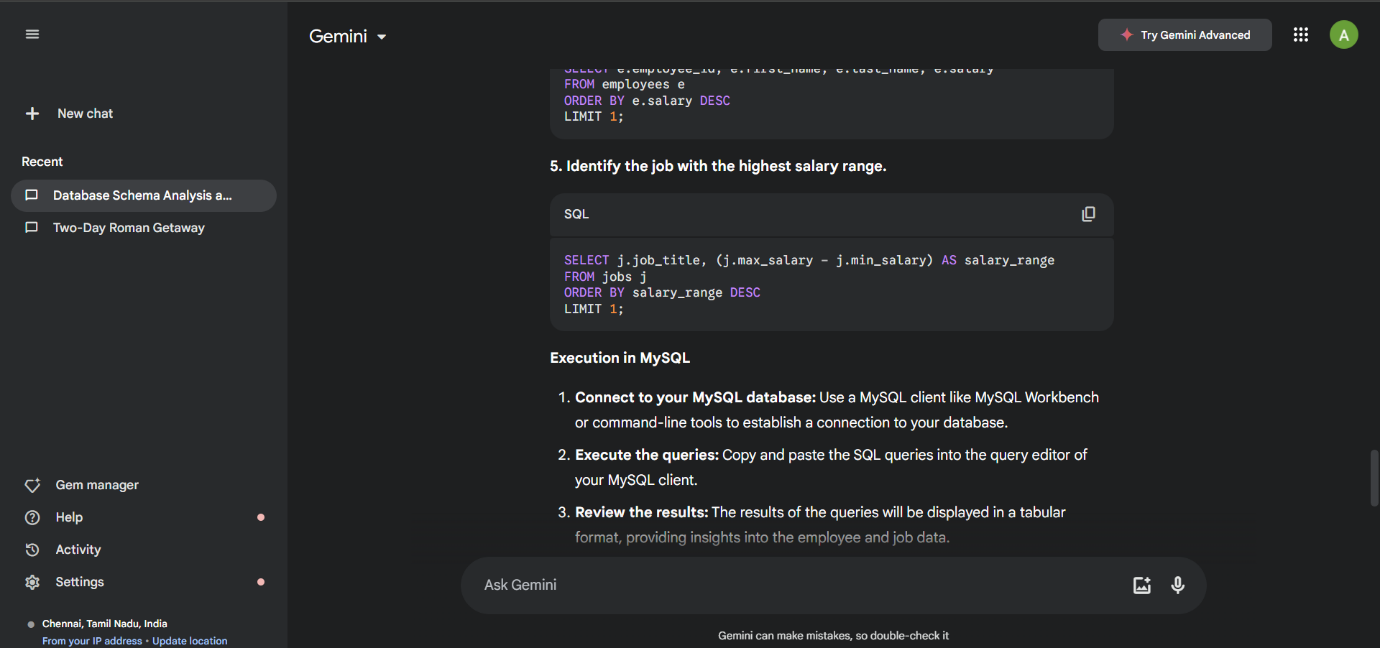 Gemini
Try Gemini Advanced
A
New chat
Recent
Database Schema Analysis a...
Two-Day Roman Getaway
Gem manager
Help
Activity
Settings
Chennai, Tamil Nadu, India
From your IP address • Update location
SELECT e.employee_id, e.first_name, e.last_name, e.salary
FROM employees e
ORDER BY e.salary DESC
LIMIT 1;
5. Identify the job with the highest salary range.
SQL
SELECT j.job_title, (j.max_salary - j.min_salary) AS salary_range
FROM jobs j
ORDER BY salary_range DESC
LIMIT 1;
Execution in MySQL
1. Connect to your MySQL database: Use a MySQL client like MySQL Workbench
or command-line tools to establish a connection to your database.
2. Execute the queries: Copy and paste the SQL queries into the query editor of
your MySQL client.
3. Review the results: The results of the queries will be displayed in a tabular
format, providing insights into the employee and job data.
Ask Gemini
Gemini can make mistakes, so double-check it